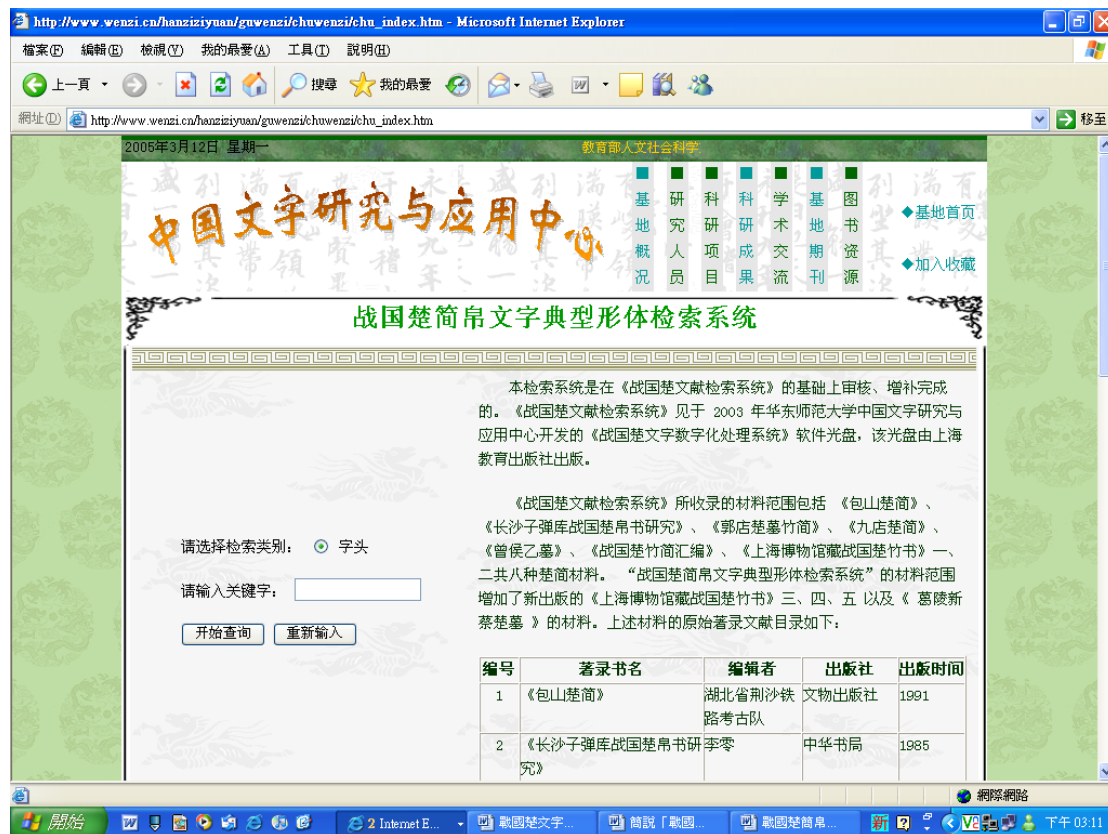 http://www.wenzi.cn/hanziziyuan/guwenzi/chuwenzi/chu_index.htm - Microsoft Internet Explorer
檔案(F) 編輯(E) 檢視(V) 我的最愛(A) 工具(T) 說明(H)
上一頁 搜尋 我的最愛
網址(D) http://www.wenzi.cn/hanziziyuan/guwenzi/chuwenzi/chu_index.htm 移至
2005年3月12日 星期一 教育部人文社会科学
中国文字研究与应用中心
基地概况
研究人员
科研项目
科研成果
学术交流
基地期刊
图书资源
◆基地首页
◆加入收藏
战国楚简帛文字典型形体检索系统
请选择检索类别: 字头
请输入关键字:
开始查询 重新输入
本检索系统是在《战国楚文献检索系统》的基础上审核、增补完成
的。《战国楚文献检索系统》见于 2003 年华东师范大学中国文字研究与
应用中心开发的《战国楚文字数字化处理系统》软件光盘,该光盘由上海
教育出版社出版。
《战国楚文献检索系统》所收录的材料范围包括 《包山楚简》、
《长沙子弹库战国楚帛书研究》、《郭店楚墓竹简》、《九店楚简》、
《曾侯乙墓》、《战国楚竹简汇编》、《上海博物馆藏战国楚竹书》一、
二共八种楚简材料。 “战国楚简帛文字典型形体检索系统”的材料范围
增加了新出版的《上海博物馆藏战国楚竹书》三、四、五 以及《 葛陵新
蔡楚墓 》的材料。上述材料的原始著录文献目录如下:
编号 著录书名 编辑者 出版社 出版时间
1 《包山楚简》 湖北省荆沙铁 文物出版社 1991
路考古队
2 《长沙子弹库战国楚帛书研 李零 中华书局 1985
究》
網際網路
開始 2 Internet E... 戰國楚文字... 簡說「戰國... 戰國楚簡帛... 新 V2 下午 03:11